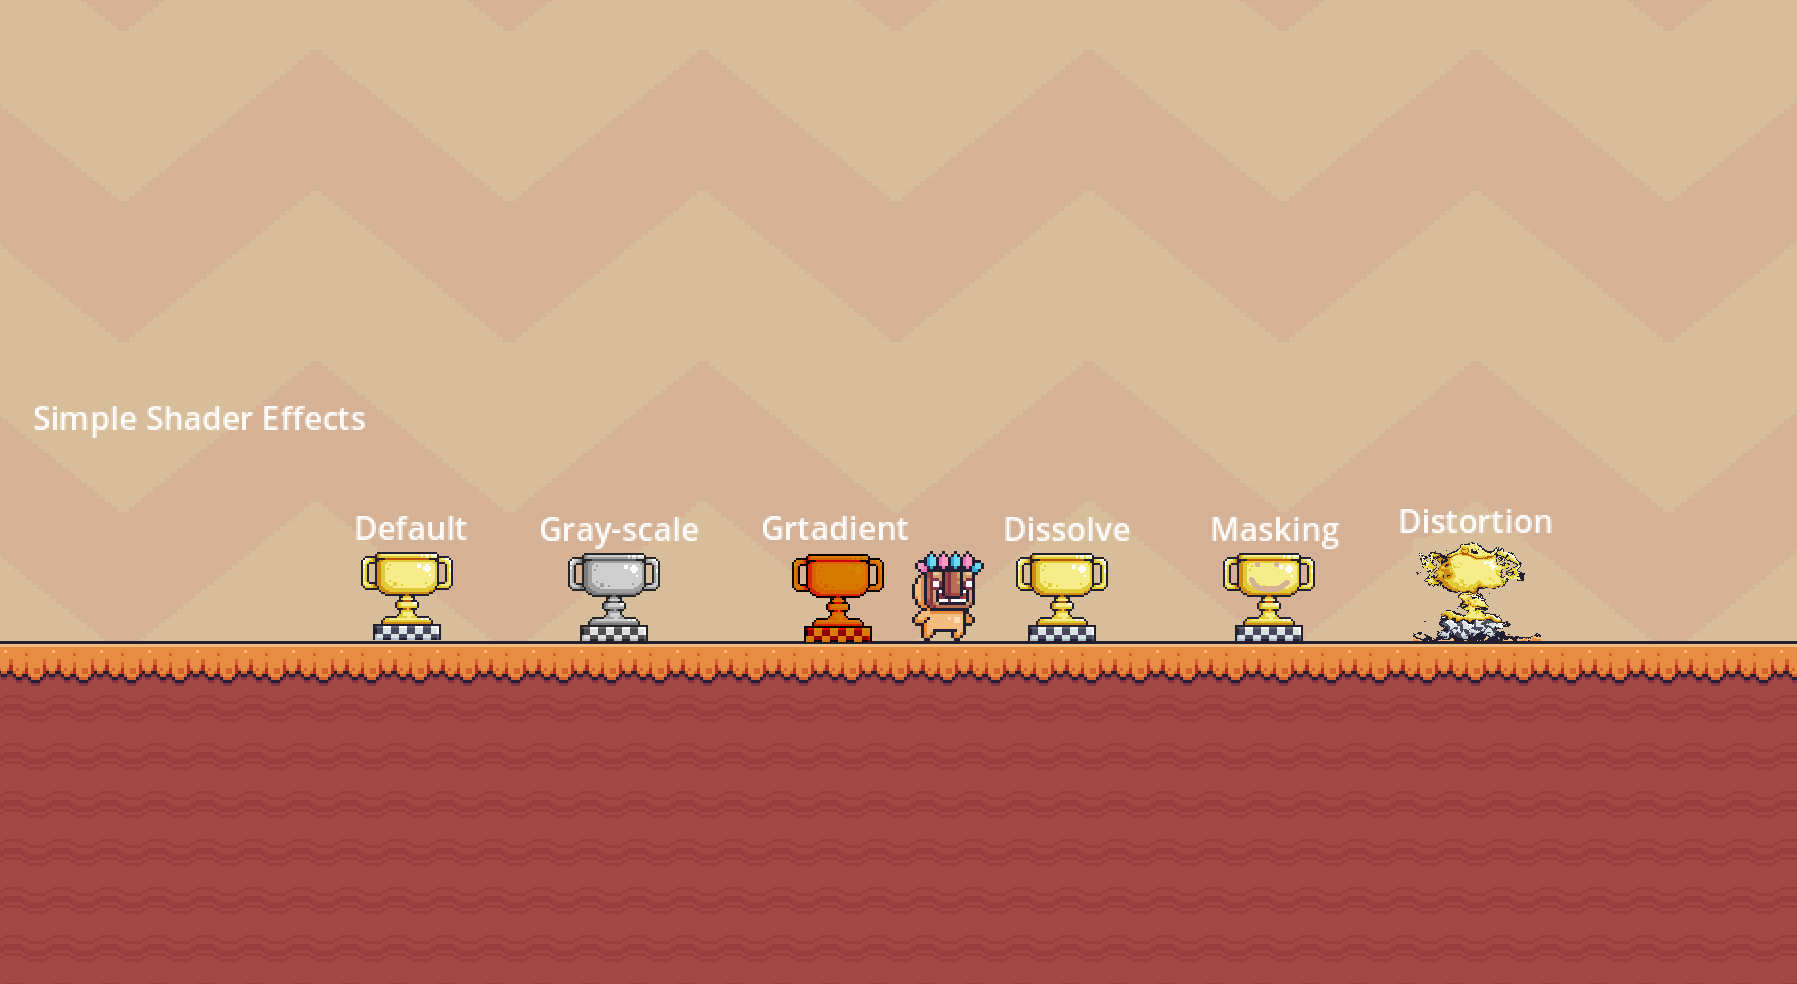 Simple Shader Effects
Default
Gray-scale
Grtadient
Dissolve
Masking
Distortion